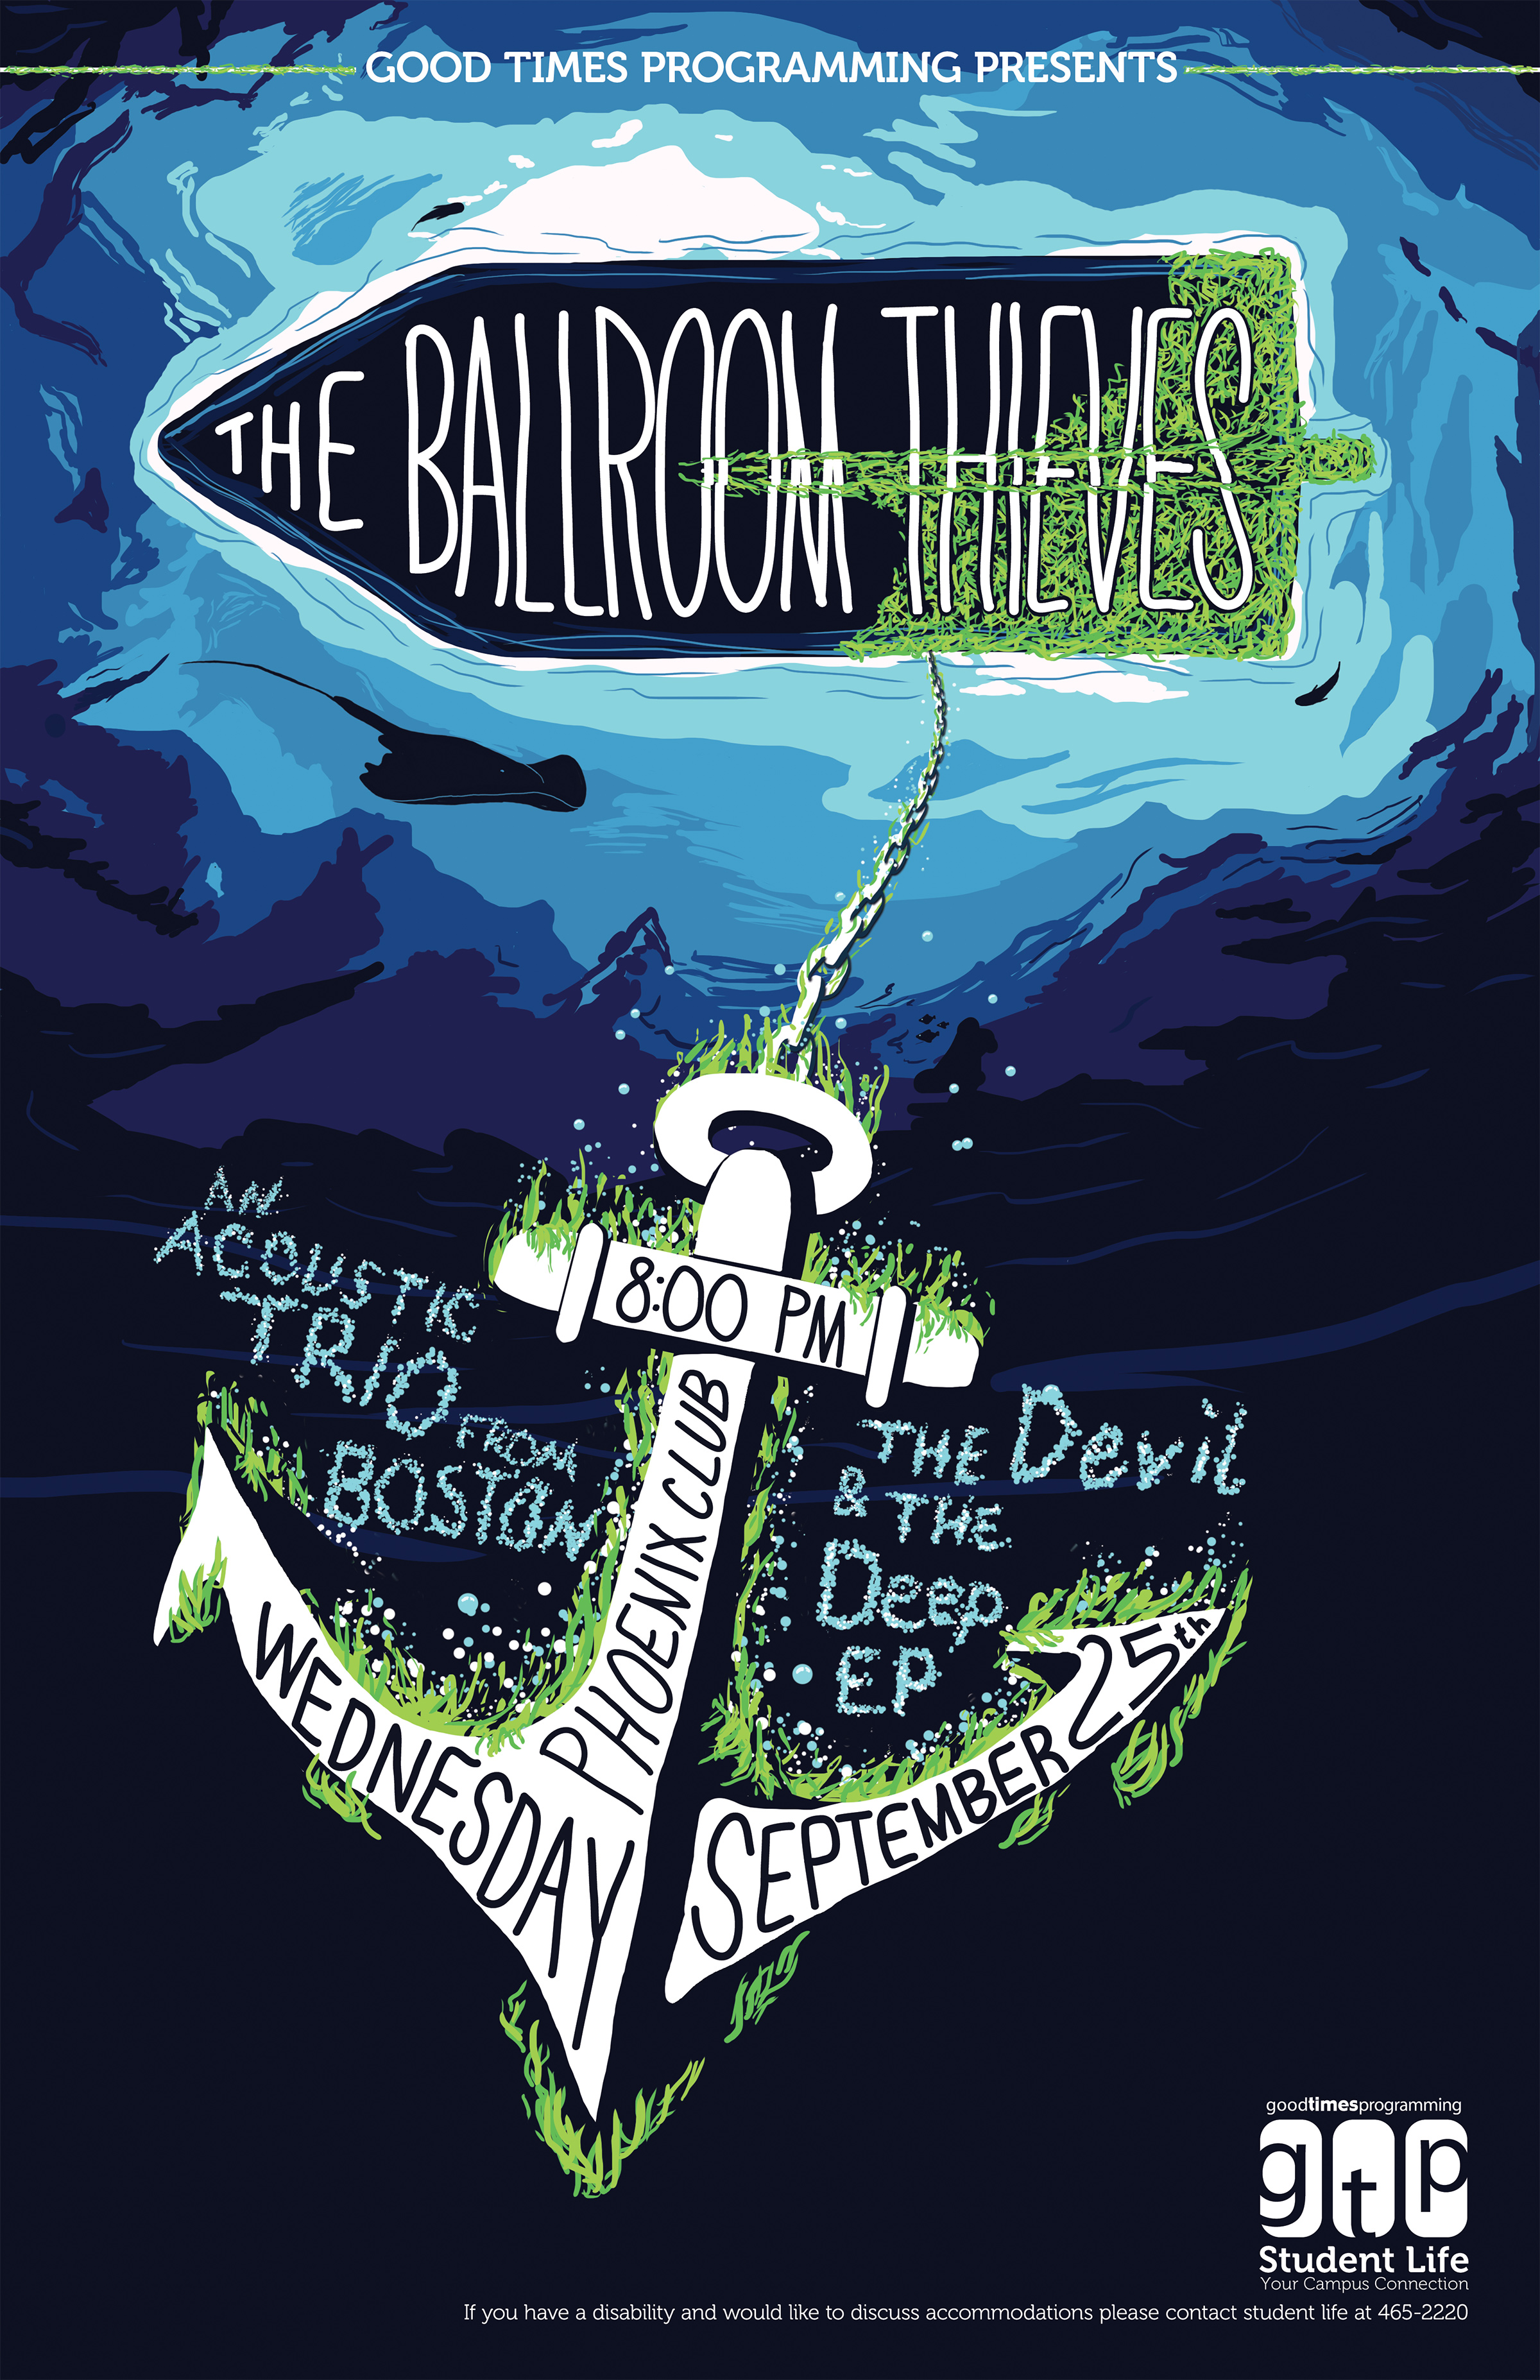 GOOD TIMES PROGRAMMING PRESENTS
THE BALLROOM THIEVES
AN
ACOUSTIC
TRIO
FROM
BOSTON
8:00 PM
PHOENIX CLUB
THE Devil
& THE
Deep
EP
WEDNESDAY
SEPTEMBER 25th
goodtimesprogramming
gtp
Student Life
Your Campus Connection
If you have a disability and would like to discuss accommodations please contact student life at 465-2220